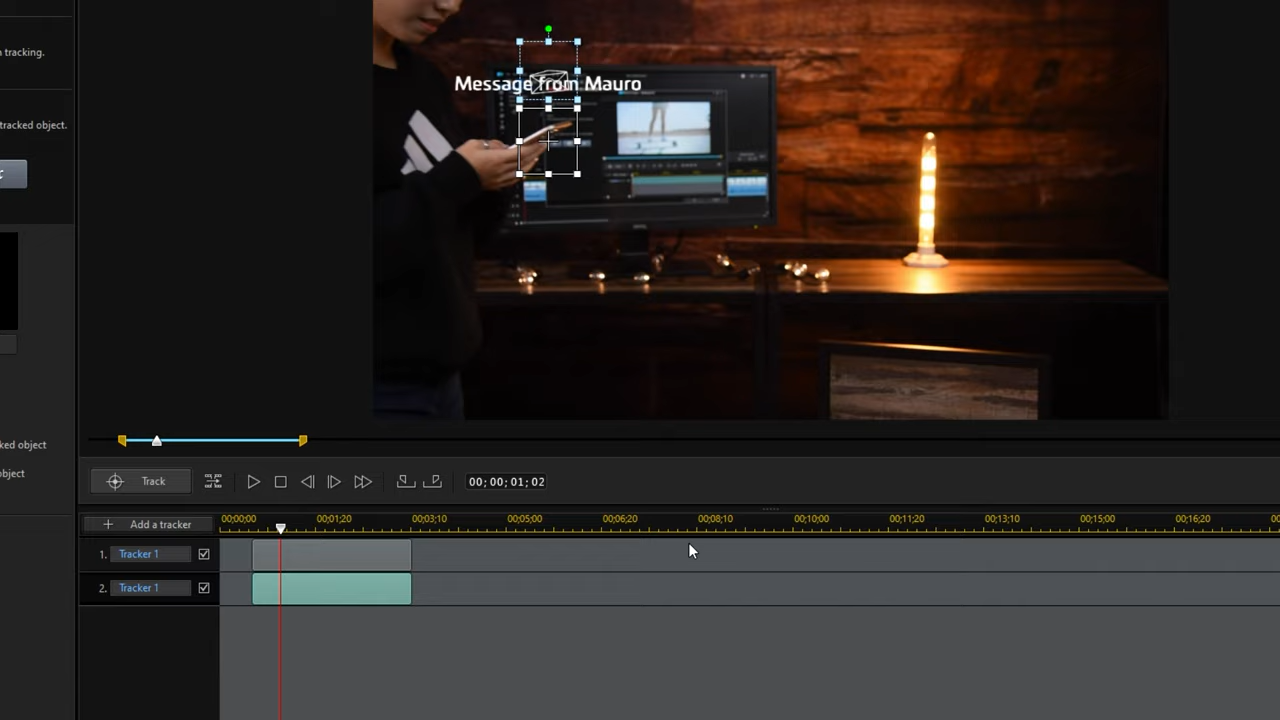 n tracking.
Message from Mauro
tracked object.
ked object
object
Track
00; 00; 01; 02
Add a tracker
00;00;00 00;01;20 00;03;10 00;05;00 00;06;20 00;08;10 00;10;00 00;11;20 00;13;10 00;15;00 00;16;20 00
1. Tracker 1
2. Tracker 1